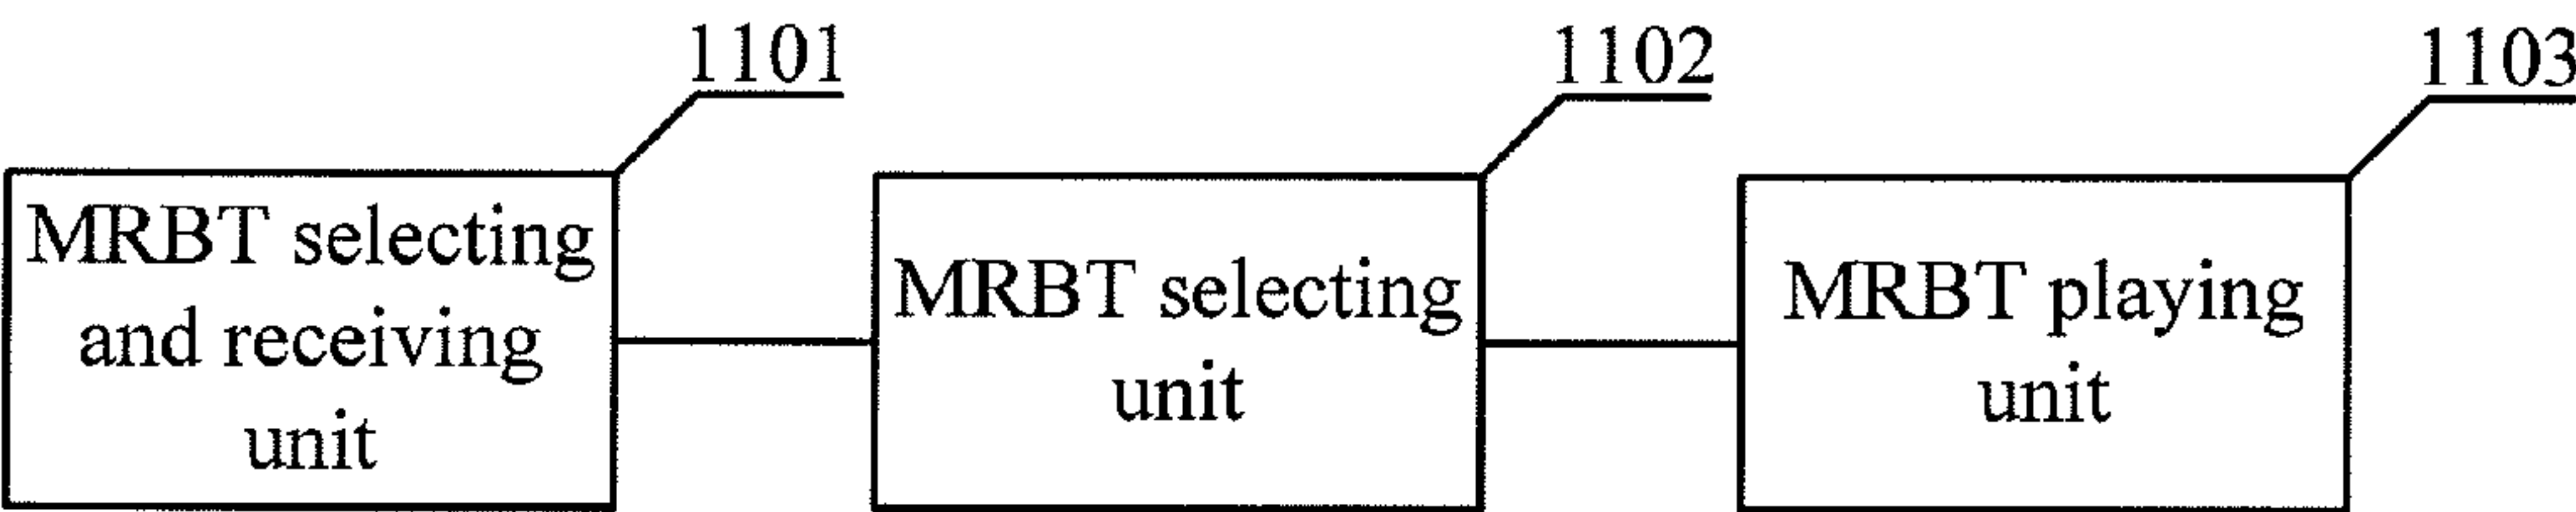 1101
1102
1103
MRBT selecting
and receiving
unit
MRBT selecting
unit
MRBT playing
unit